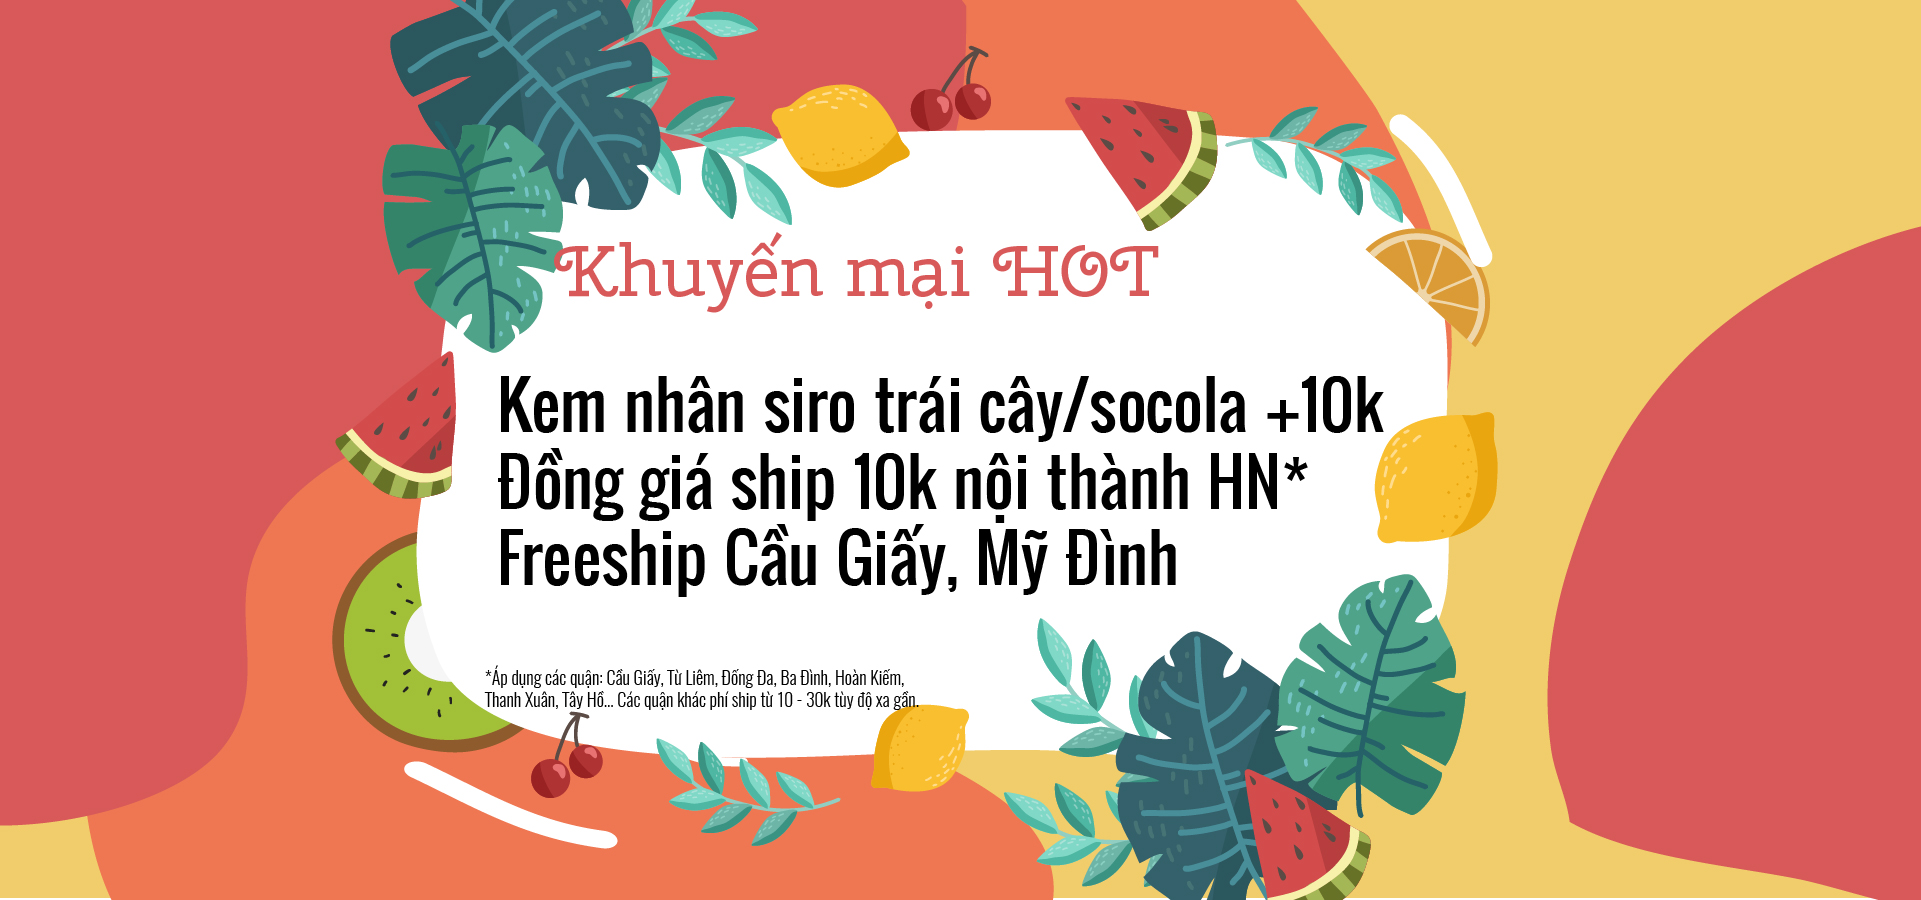 Khuyến mại HOT
Kem nhân siro trái cây/socola +10k
Đồng giá ship 10k nội thành HN*
Freeship Cầu Giấy, Mỹ Đình
*Áp dụng các quận: Cầu Giấy, Từ Liêm, Đống Đa, Ba Đình, Hoàn Kiếm,
Thanh Xuân, Tây Hồ... Các quận khác phí ship từ 10 - 30k tùy độ xa gần.